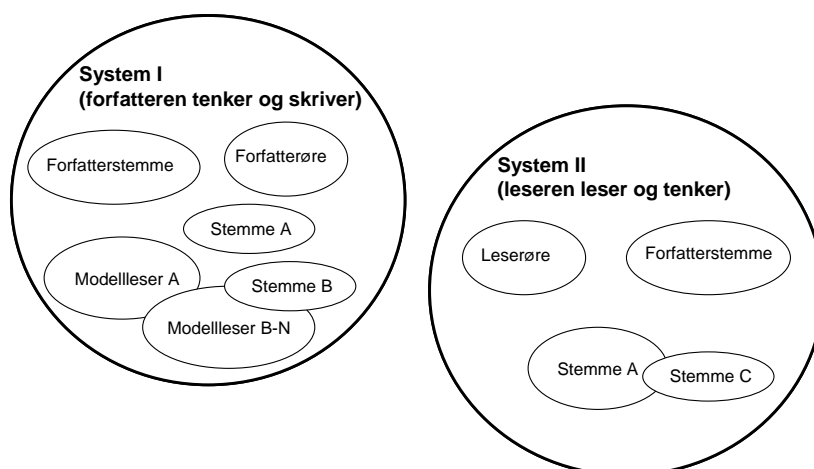 System I
(forfatteren tenker og skriver)
Forfatterstemme
Forfatterøre
Stemme A
Modellleser A
Stemme B
Modellleser B-N
System II
(leseren leser og tenker)
Leserøre
Forfatterstemme
Stemme A
Stemme C